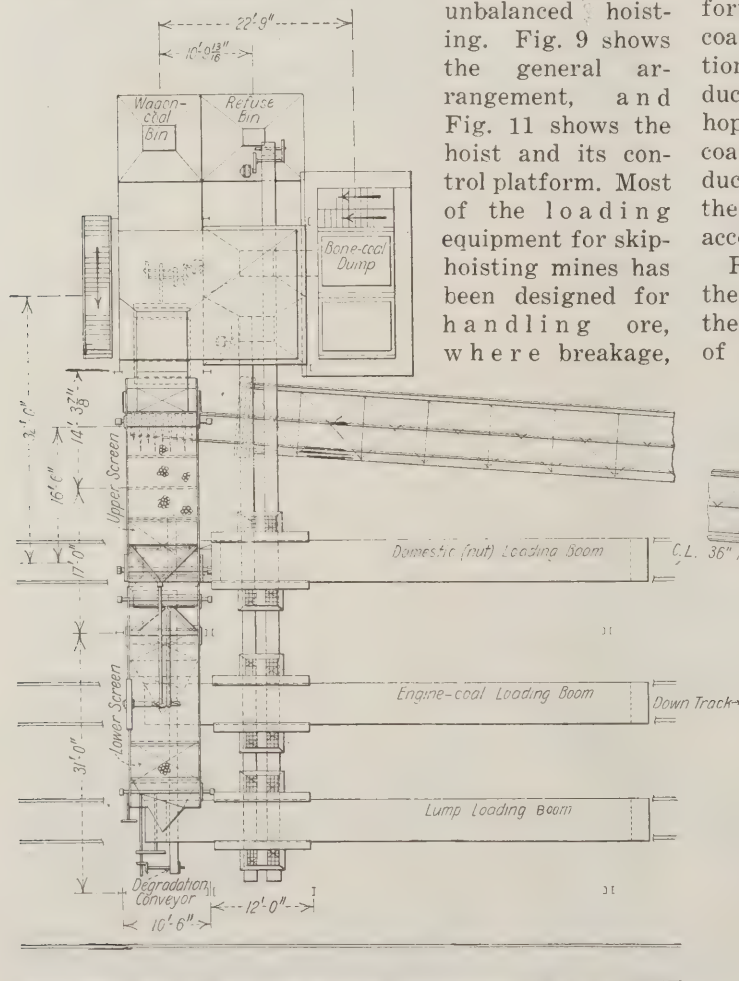 22'-9"
10'-9 13/16"
Wagon-
coal
Bin
Refuse
Bin
Bone-coal
Dump
14'-3 7/8"
16'-6"
Upper Screen
17'-0"
Lower Screen
31'-0"
Domestic (nut) Loading Boom
C.L. 36"
Engine-coal Loading Boom
Down Track
Lump Loading Boom
Degradation
Conveyor
12'-0"
10'-6"
unbalanced hoist-
ing. Fig. 9 shows
the general ar-
rangement, and
Fig. 11 shows the
hoist and its con-
trol platform. Most
of the loading
equipment for skip-
hoisting mines has
been designed for
handling ore,
where breakage,
for
coa
tion
duc
hop
coa
duc
the
acc
F
the
the
of